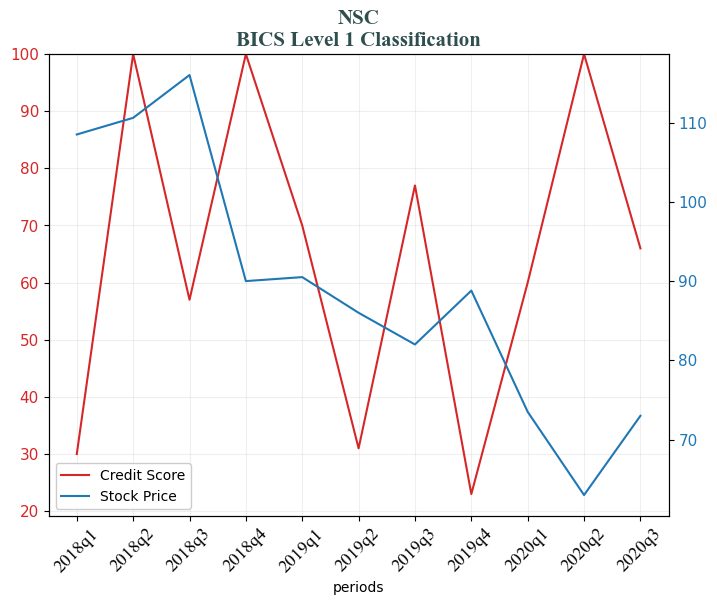 NSC
BICS Level 1 Classification
100
90
80
70
60
50
40
30
20
110
100
90
80
70
Credit Score
Stock Price
2018q1
2018q2
2018q3
2018q4
2019q1
2019q2
2019q3
2019q4
2020q1
2020q2
2020q3
periods